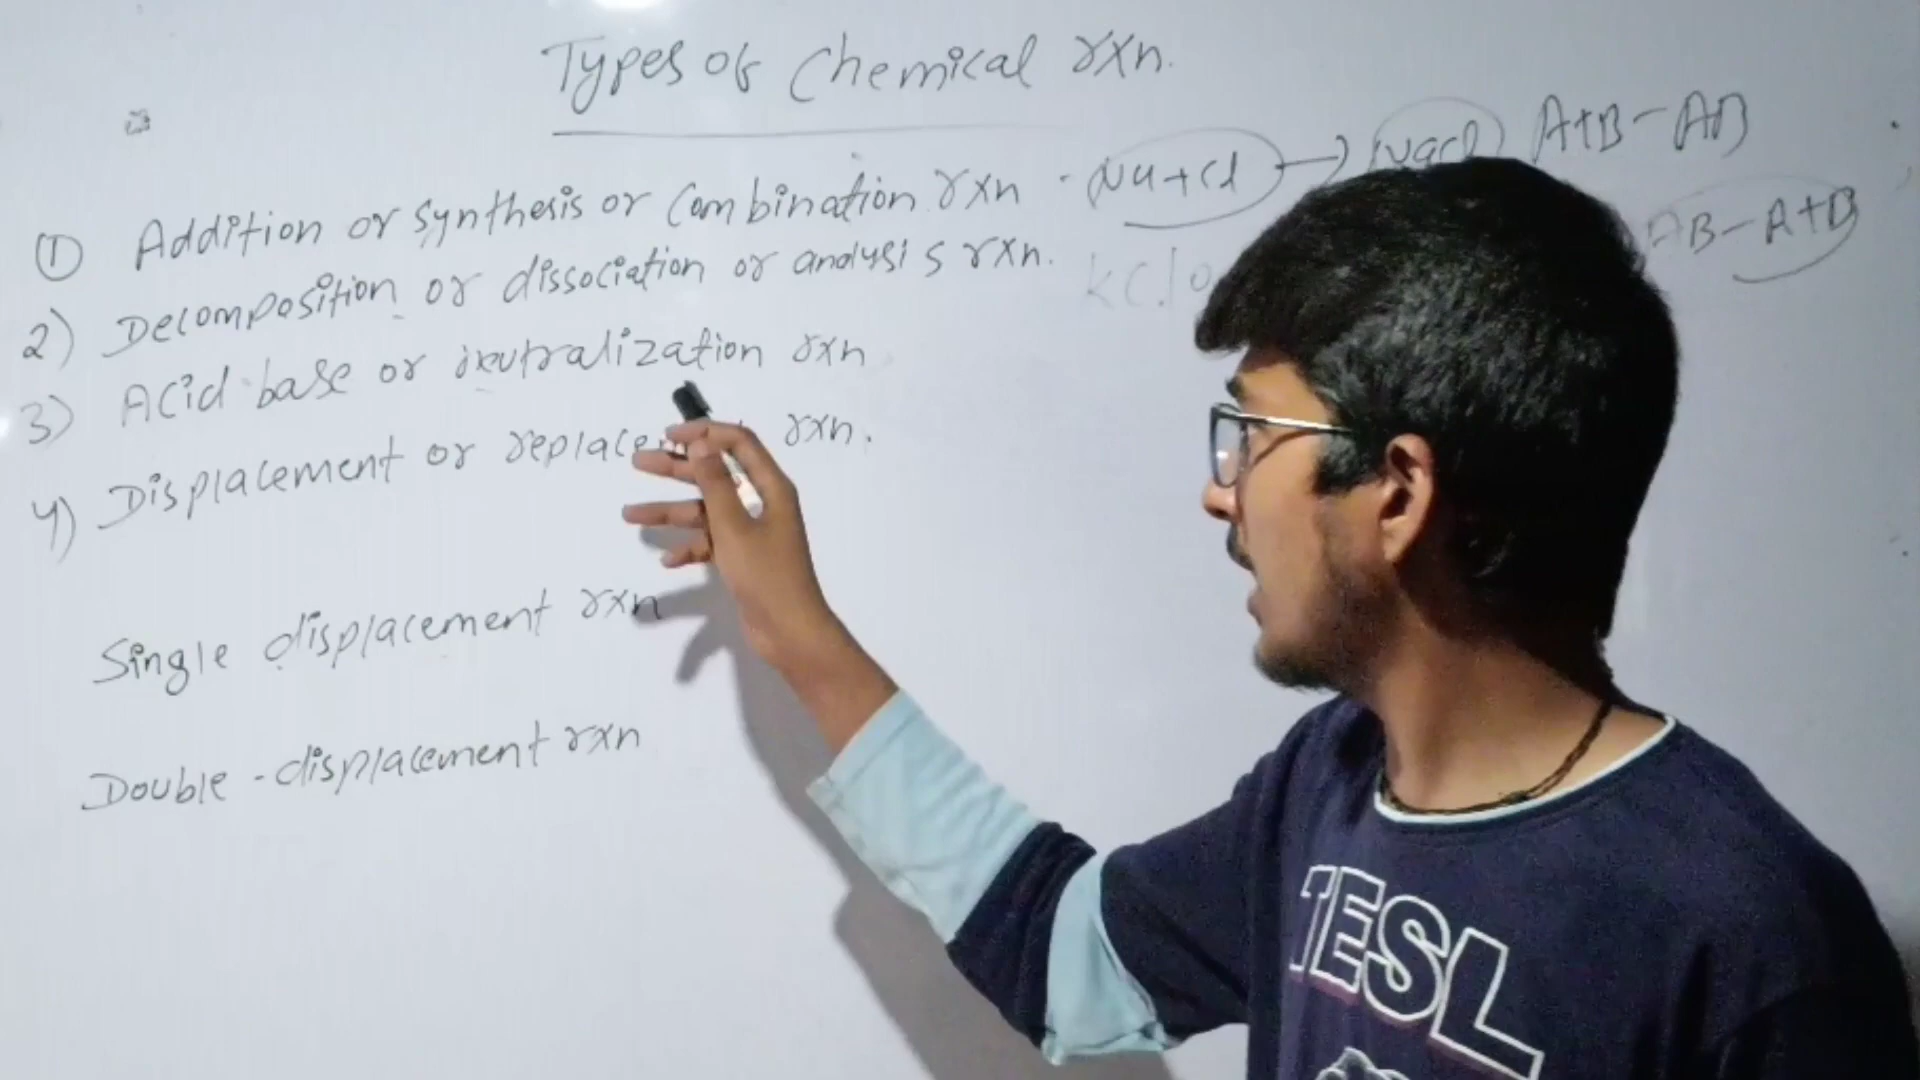 Types of Chemical rxn.
① Addition or synthesis or Combination rxn · Na+Cl → Nacl A+B - AB
2) Decomposition or dissociation or analysis rxn. kclo AB - A+B
3) Acid base or neutralization rxn
4) Displacement or rxn.
Single displacement rxn
Double - displacement rxn
TESL